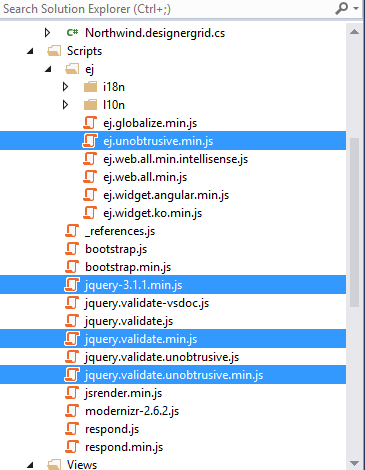 Search Solution Explorer (Ctrl+;)
C# Northwind.designergrid.cs
Scripts
ej
i18n
l10n
ej.globalize.min.js
ej.unobtrusive.min.js
ej.web.all.min.intellisense.js
ej.web.all.min.js
ej.widget.angular.min.js
ej.widget.ko.min.js
_references.js
bootstrap.js
bootstrap.min.js
jquery-3.1.1.min.js
jquery.validate-vsdoc.js
jquery.validate.js
jquery.validate.min.js
jquery.validate.unobtrusive.js
jquery.validate.unobtrusive.min.js
jsrender.min.js
modernizr-2.6.2.js
respond.js
respond.min.js
Views